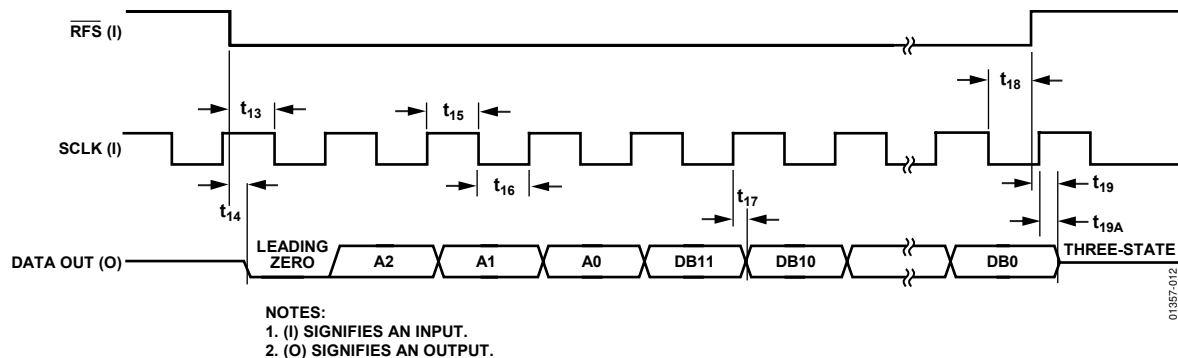 RFS (I)
t18
t13
t15
SCLK (I)
t16
t17
t19
t14
t19A
DATA OUT (O)
LEADING
ZERO
A2
A1
A0
DB11
DB10
DB0
THREE-STATE
NOTES:
1. (I) SIGNIFIES AN INPUT.
2. (O) SIGNIFIES AN OUTPUT.
01357-012